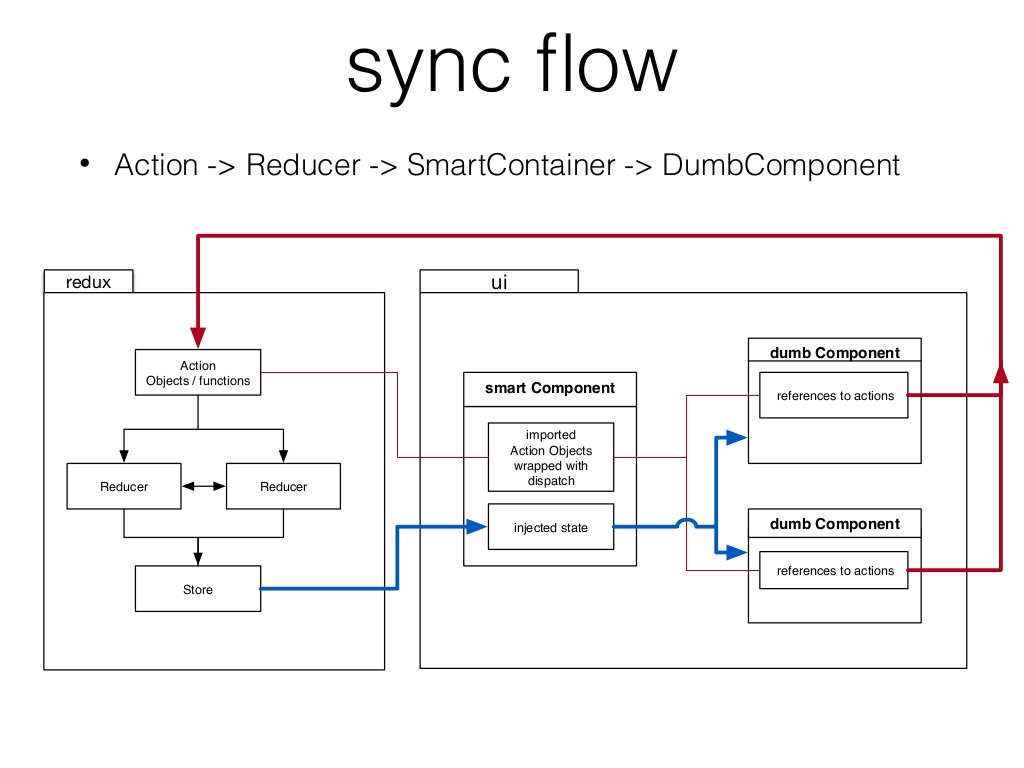 sync flow
• Action -> Reducer -> SmartContainer -> DumbComponent
redux
Action
Objects / functions
Reducer
Reducer
Store
ui
smart Component
imported
Action Objects
wrapped with
dispatch
injected state
dumb Component
references to actions
dumb Component
references to actions